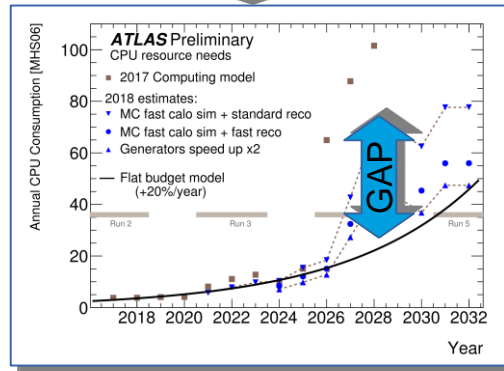 ATLAS Preliminary
CPU resource needs
2017 Computing model
2018 estimates:
MC fast calo sim + standard reco
MC fast calo sim + fast reco
Generators speed up x2
Flat budget model
(+20%/year)
GAP
Annual CPU Consumption [MHS06]
100
80
60
40
20
0
Run 2
Run 3
Run 5
2018
2020
2022
2024
2026
2028
2030
2032
Year